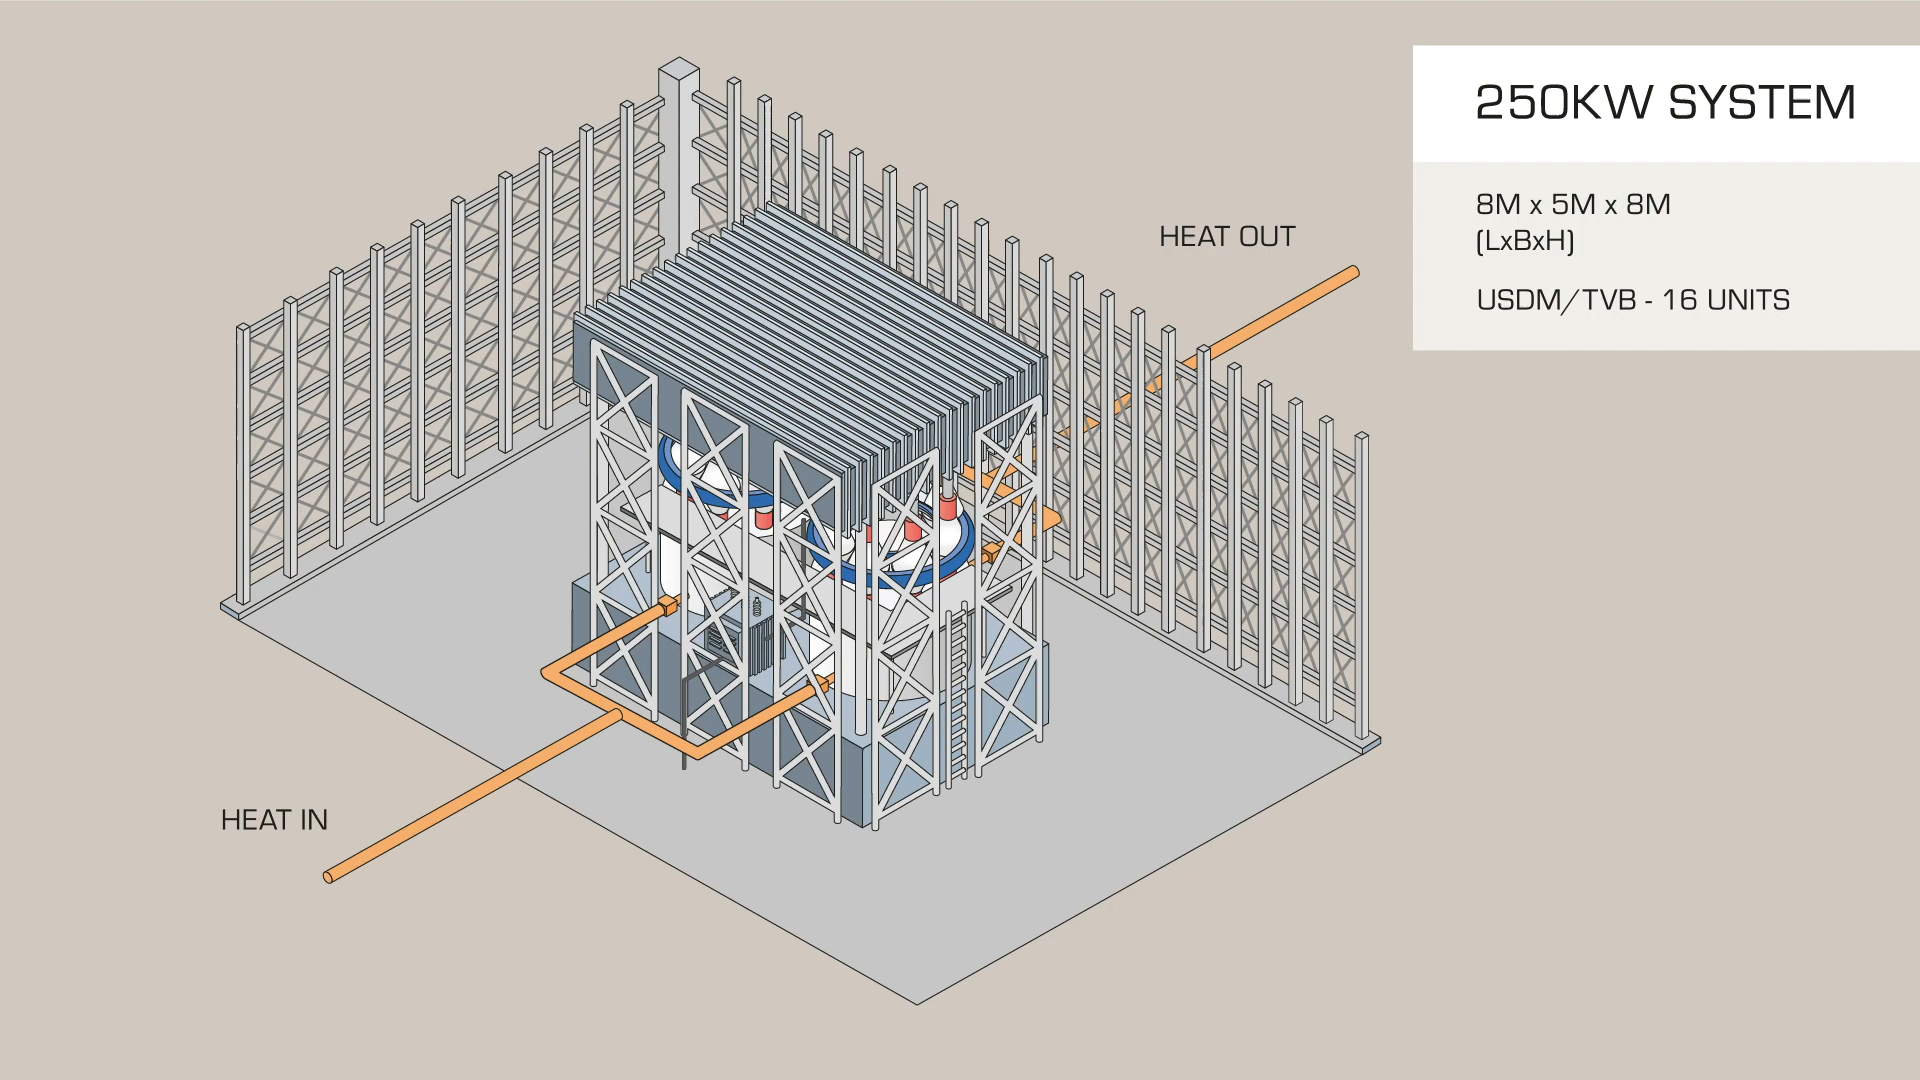 250KW SYSTEM
8M x 5M x 8M
(LxBxH)
USDM/TVB - 16 UNITS
HEAT OUT
HEAT IN